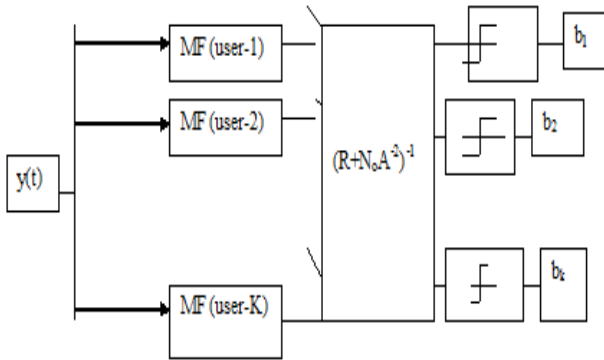 MF (user-1)
b₁
MF (user-2)
b₂
(R+N₀A⁻²)⁻¹
y(t)
MF (user-K)
bₖ